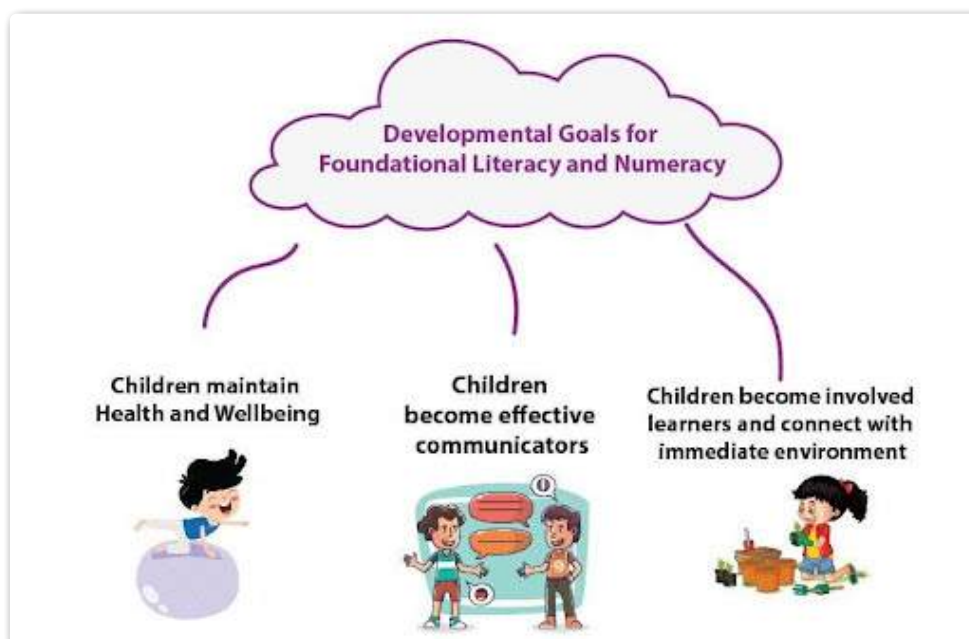 Developmental Goals for
Foundational Literacy and Numeracy
Children maintain
Health and Wellbeing
Children
become effective
communicators
Children become involved
learners and connect with
immediate environment